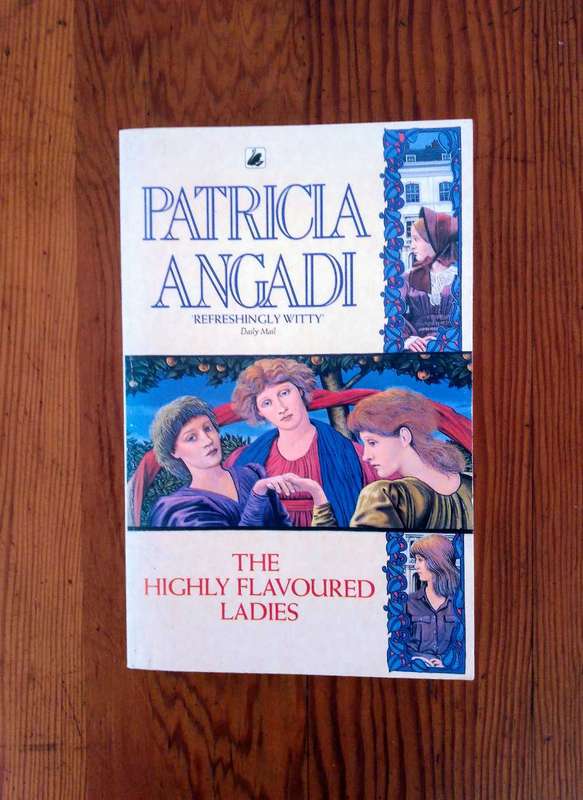 PATRICIA
ANGADI
'REFRESHINGLY WITTY'
Daily Mail
THE
HIGHLY FLAVOURED
LADIES